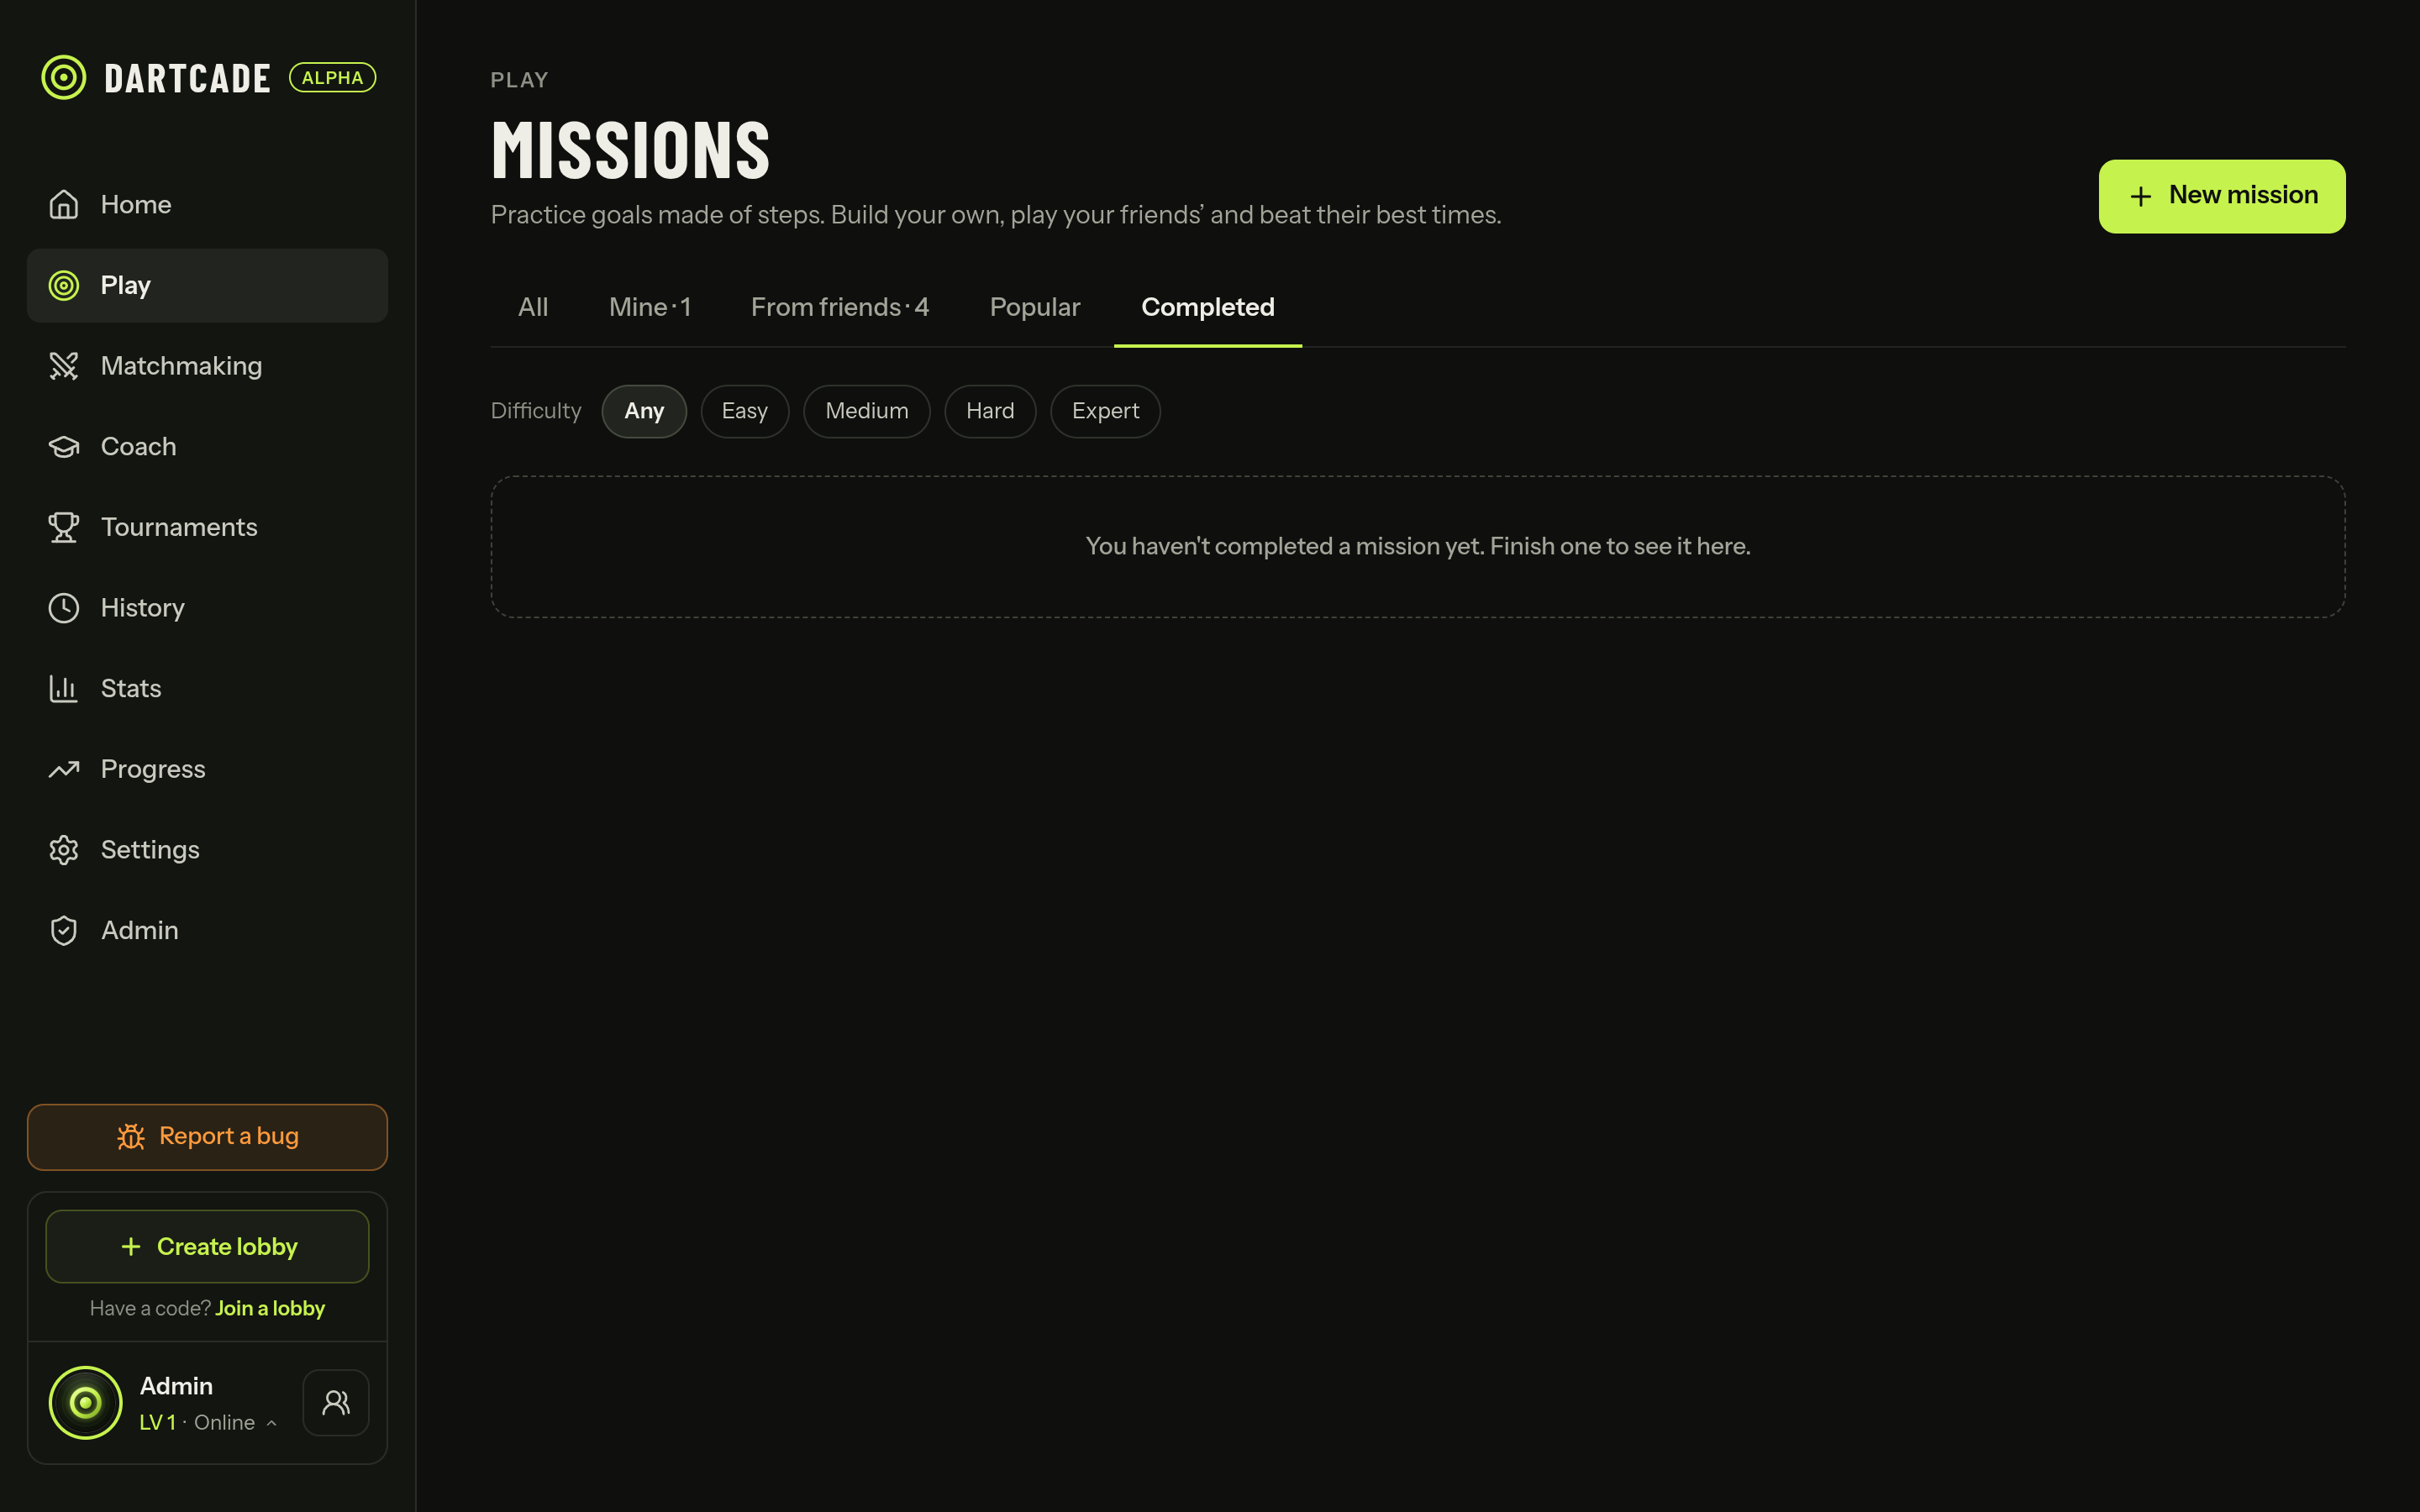 DARTCADE ALPHA
Home
Play
Matchmaking
Coach
Tournaments
History
Stats
Progress
Settings
Admin
Report a bug
Create lobby
Have a code? Join a lobby
Admin
LV 1 · Online
PLAY
MISSIONS
Practice goals made of steps. Build your own, play your friends’ and beat their best times.
New mission
All Mine · 1 From friends · 4 Popular Completed
Difficulty Any Easy Medium Hard Expert
You haven't completed a mission yet. Finish one to see it here.